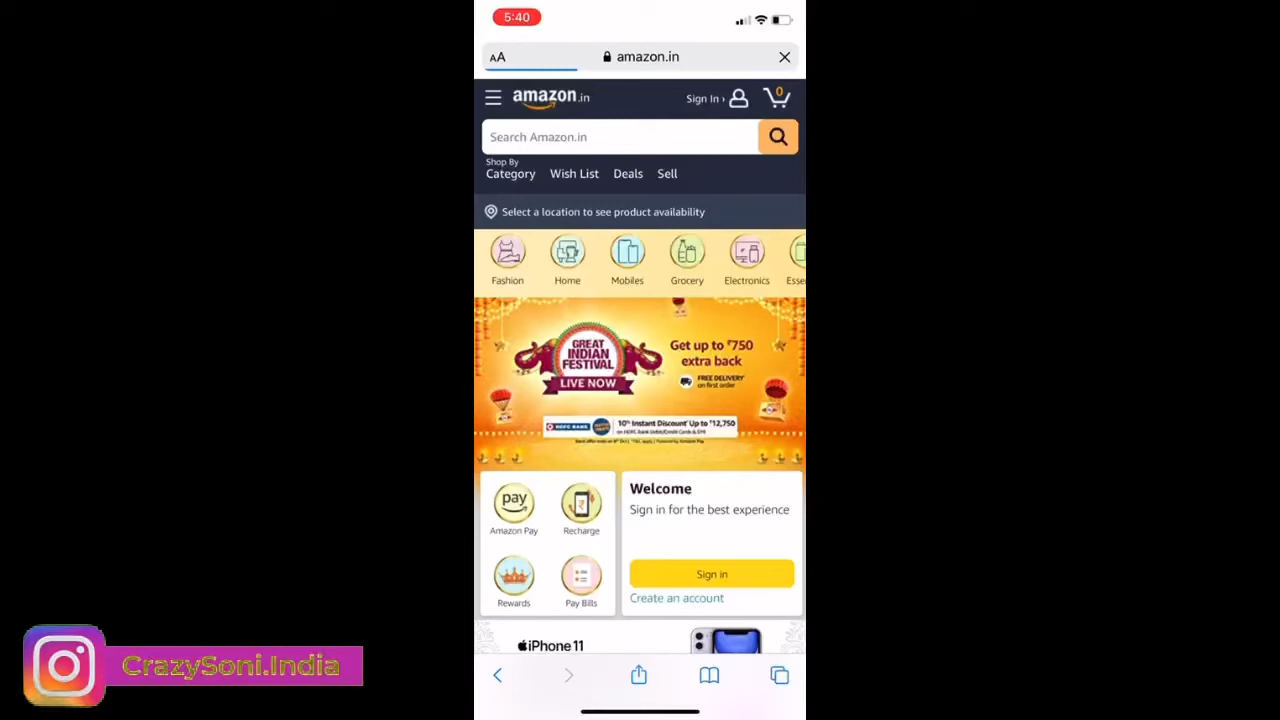 5:40
AA
amazon.in
amazon.in
Sign In ›
0
Search Amazon.in
Shop By
Category
Wish List
Deals
Sell
Select a location to see product availability
Fashion
Home
Mobiles
Grocery
Electronics
Esse
GREAT
INDIAN
FESTIVAL
LIVE NOW
Get up to ₹750
extra back
FREE DELIVERY*
on first order
HDFC BANK
10% Instant Discount* Up to ₹12,750
on HDFC Bank Debit/Credit Cards & EMI
pay
Amazon Pay
Recharge
Rewards
Pay Bills
Welcome
Sign in for the best experience
Sign in
Create an account
iPhone 11
CrazySoni.India